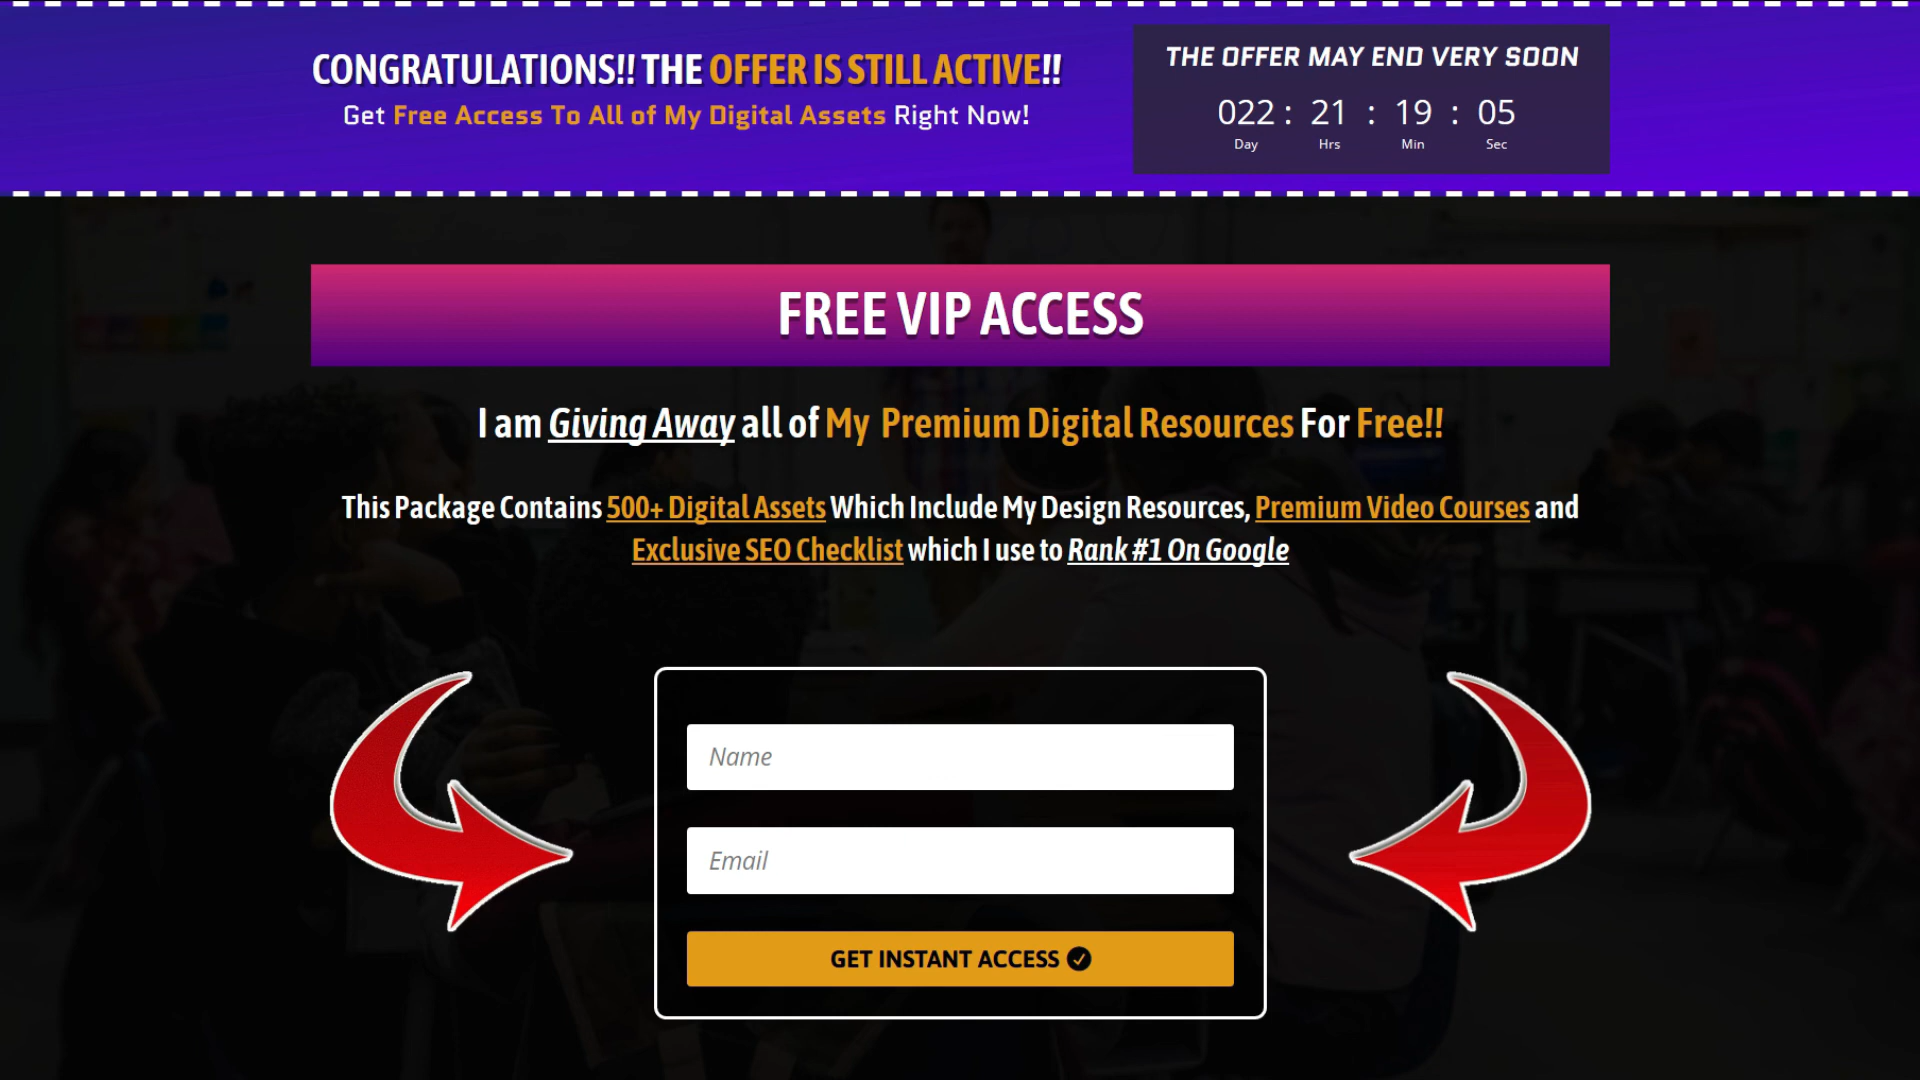 CONGRATULATIONS!! THE OFFER IS STILL ACTIVE!!
Get Free Access To All of My Digital Assets Right Now!
THE OFFER MAY END VERY SOON
022 : 21 : 19 : 05
Day Hrs Min Sec
FREE VIP ACCESS
I am Giving Away all of My Premium Digital Resources For Free!!
This Package Contains 500+ Digital Assets Which Include My Design Resources, Premium Video Courses and
Exclusive SEO Checklist which I use to Rank #1 On Google
Name
Email
GET INSTANT ACCESS